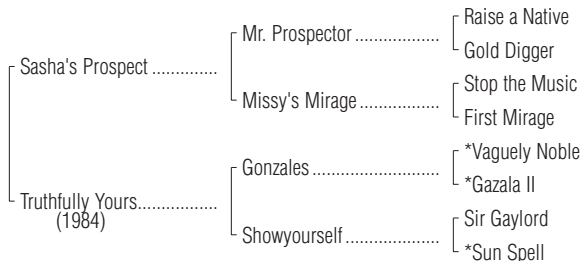 Raise a Native
Mr. Prospector ..................
Gold Digger
Sasha's Prospect ..............
Stop the Music
Missy's Mirage .................
First Mirage
*Vaguely Noble
Gonzales ...........................
*Gazala II
Truthfully Yours.................
(1984)
Sir Gaylord
Showyourself ....................
*Sun Spell